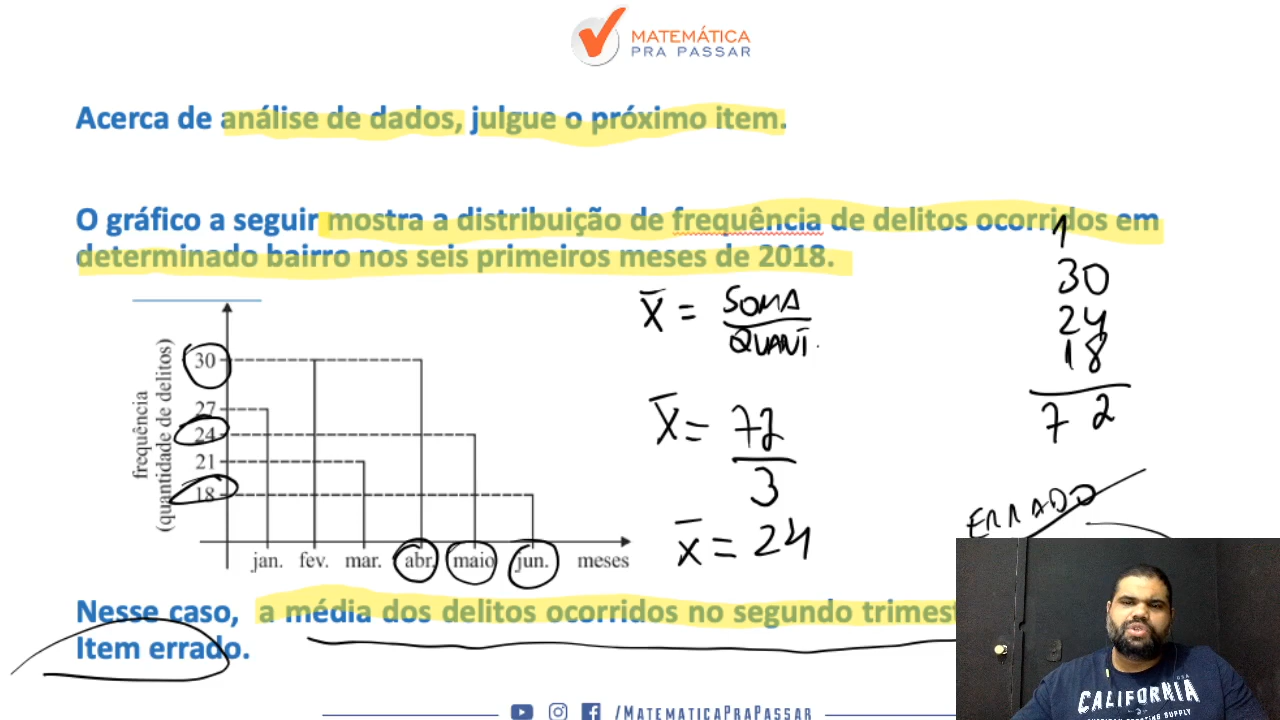 MATEMÁTICA
PRA PASSAR
Acerca de análise de dados, julgue o próximo item.
O gráfico a seguir mostra a distribuição de frequência de delitos ocorridos em
determinado bairro nos seis primeiros meses de 2018.
frequência
(quantidade de delitos)
30
27
24
21
18
jan. fev. mar. abr. maio jun. meses
X = SOMA
QUANT.
X = 72
3
X = 24
1
30
24
18
72
ERRADO
Nesse caso, a média dos delitos ocorridos no segundo
Item errado.
CALIFORNIA
/MATEMATICAPRAPASSAR